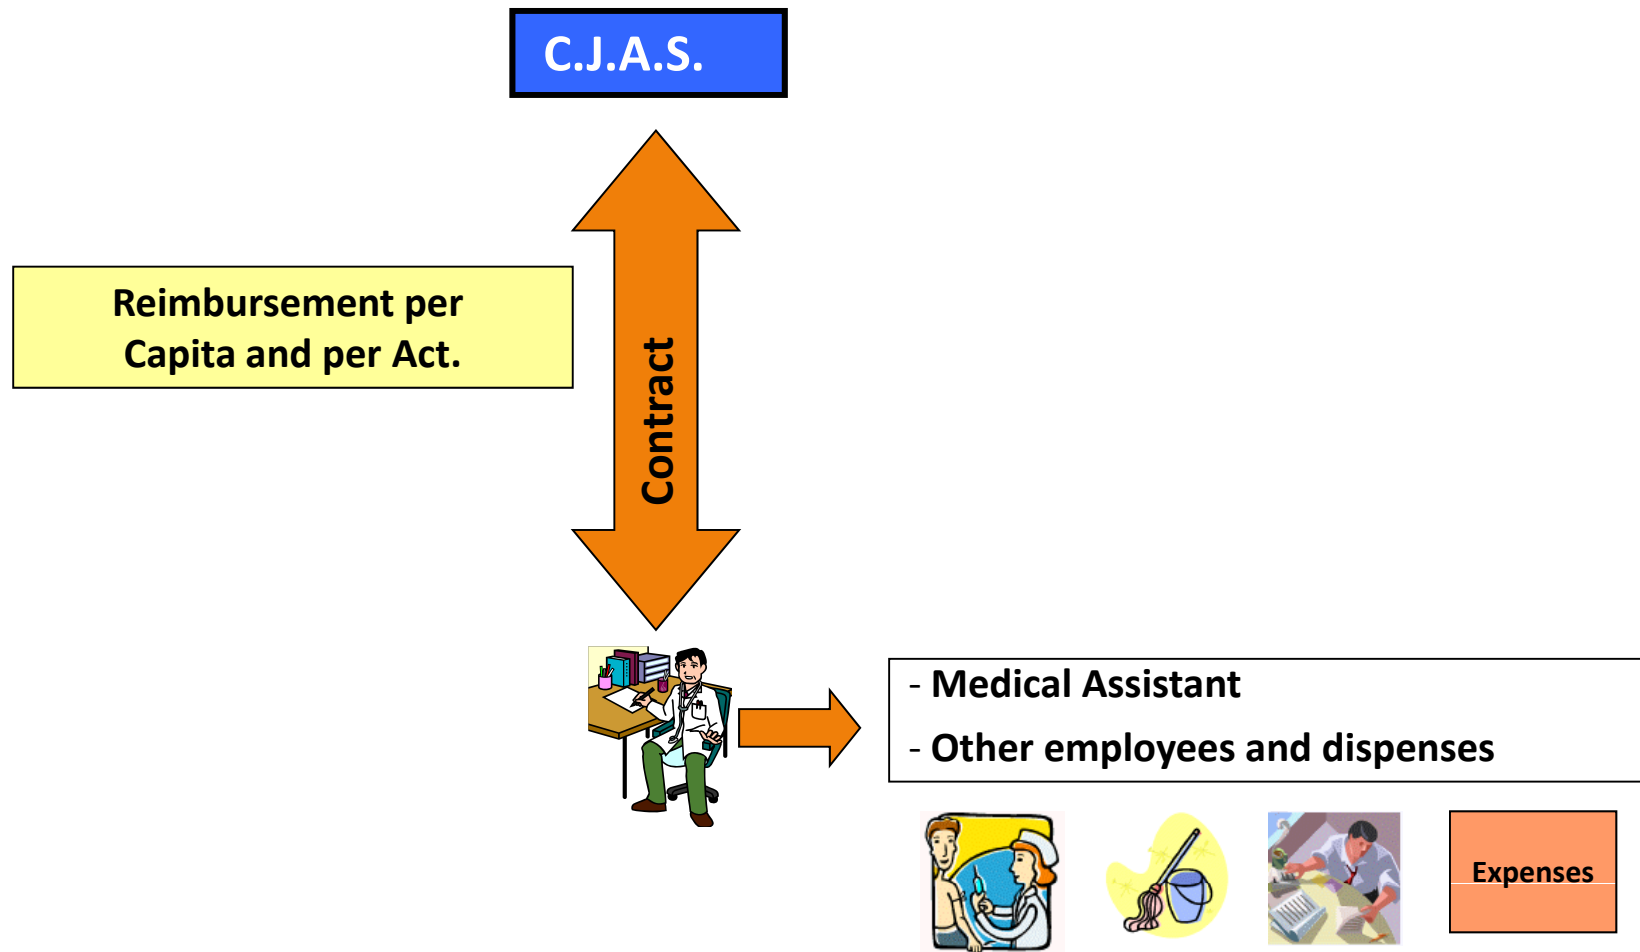 C.J.A.S.
Reimbursement per
Capita and per Act.
Contract
- Medical Assistant
- Other employees and dispenses
Expenses